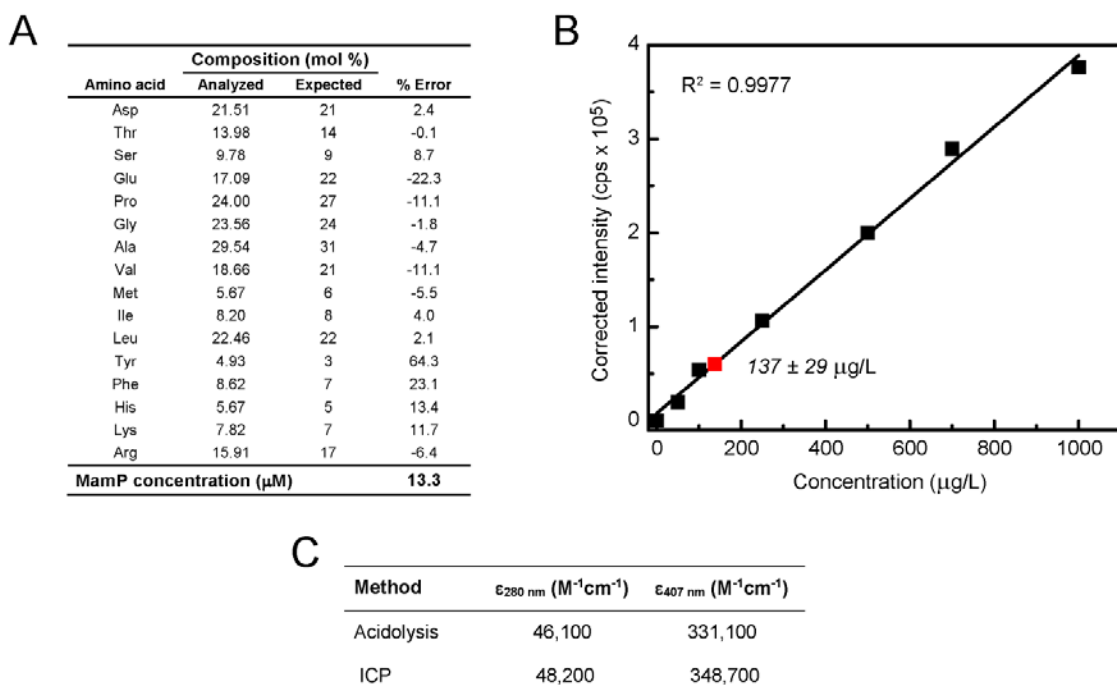 A
Composition (mol %)
Amino acid Analyzed Expected % Error
Asp 21.51 21 2.4
Thr 13.98 14 -0.1
Ser 9.78 9 8.7
Glu 17.09 22 -22.3
Pro 24.00 27 -11.1
Gly 23.56 24 -1.8
Ala 29.54 31 -4.7
Val 18.66 21 -11.1
Met 5.67 6 -5.5
Ile 8.20 8 4.0
Leu 22.46 22 2.1
Tyr 4.93 3 64.3
Phe 8.62 7 23.1
His 5.67 5 13.4
Lys 7.82 7 11.7
Arg 15.91 17 -6.4
MamP concentration (μM) 13.3
B
Corrected intensity (cps x 10⁵)
4
3
2
1
0
R² = 0.9977
137 ± 29 μg/L
0 200 400 600 800 1000
Concentration (μg/L)
C
Method ε280 nm (M⁻¹cm⁻¹) ε407 nm (M⁻¹cm⁻¹)
Acidolysis 46,100 331,100
ICP 48,200 348,700